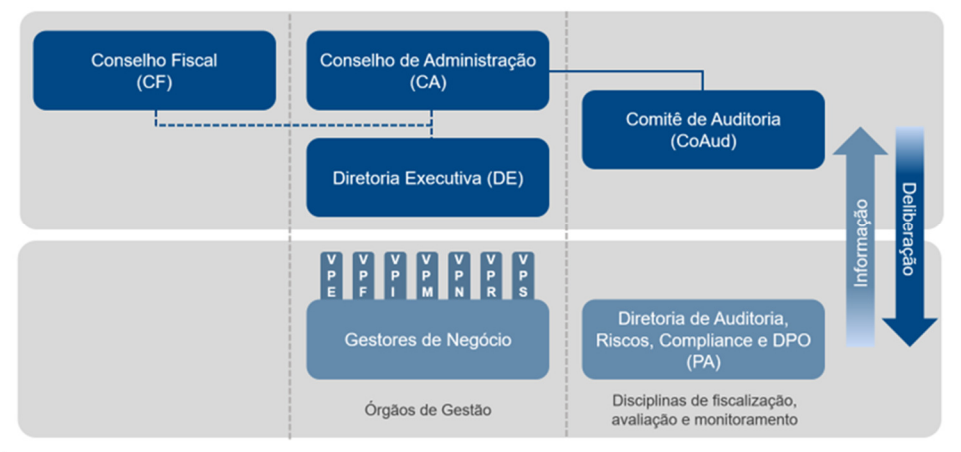 Conselho Fiscal
(CF)
Conselho de Administração
(CA)
Comitê de Auditoria
(CoAud)
Diretoria Executiva (DE)
Informação
Deliberação
VPE
VPF
VPI
VPM
VPN
VPR
VPS
Gestores de Negócio
Diretoria de Auditoria,
Riscos, Compliance e DPO
(PA)
Órgãos de Gestão
Disciplinas de fiscalização,
avaliação e monitoramento